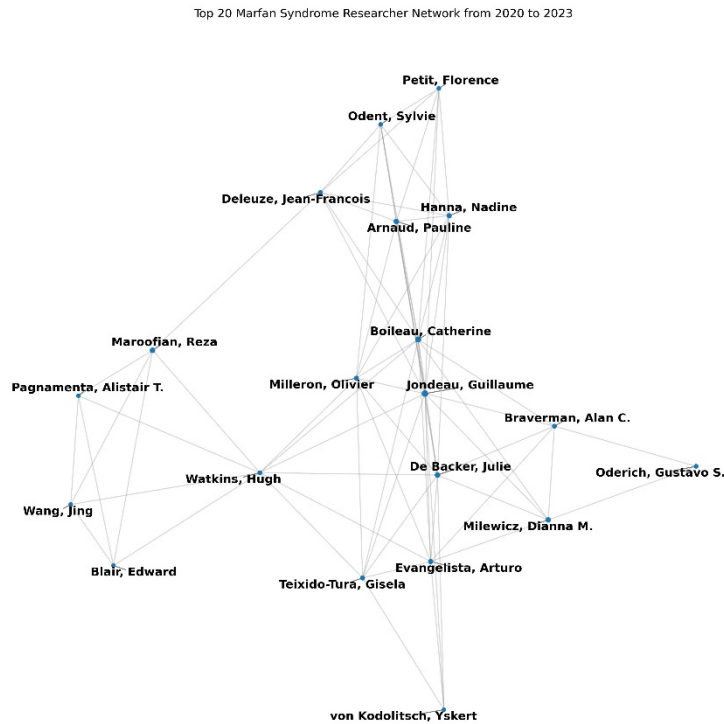 Top 20 Marfan Syndrome Researcher Network from 2020 to 2023
Petit, Florence
Odent, Sylvie
Deleuze, Jean-Francois
Hanna, Nadine
Arnaud, Pauline
Boileau, Catherine
Maroofian, Reza
Milleron, Olivier
Jondeau, Guillaume
Pagnamenta, Alistair T.
Braverman, Alan C.
De Backer, Julie
Oderich, Gustavo S.
Watkins, Hugh
Wang, Jing
Milewicz, Dianna M.
Blair, Edward
Evangelista, Arturo
Teixido-Tura, Gisela
von Kodolitsch, Yskert